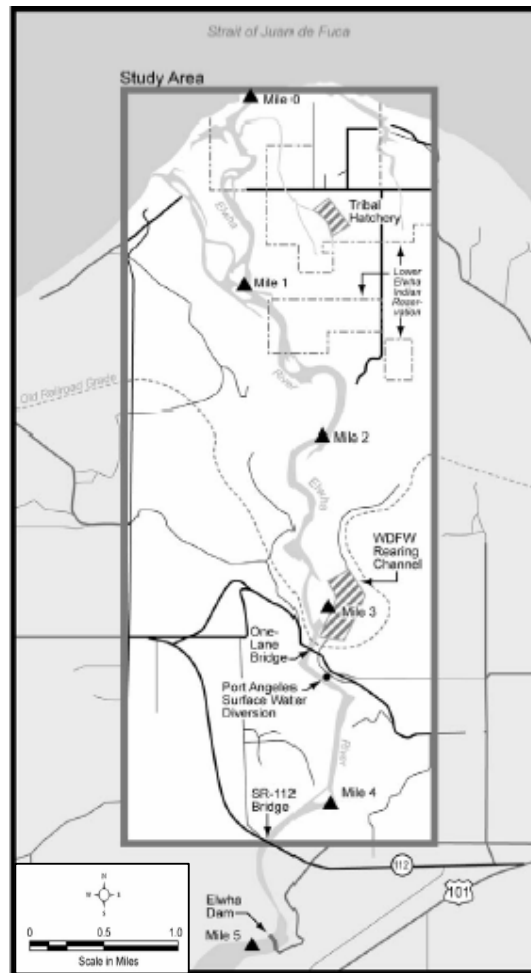 Strait of Juan de Fuca
Study Area
Mile 0
Elwha
Tribal
Hatchery
Mile 1
Lower
Elwha
Indian
Reser-
vation
River
Old Railroad Grade
Mile 2
Elwha
WDFW
Rearing
Channel
Mile 3
One-
Lane
Bridge
Port Angeles
Surface Water
Diversion
River
Mile 4
SR-112
Bridge
112
101
N
W
E
S
Elwha
Dam
Mile 5
0 0.5 1.0
Scale in Miles